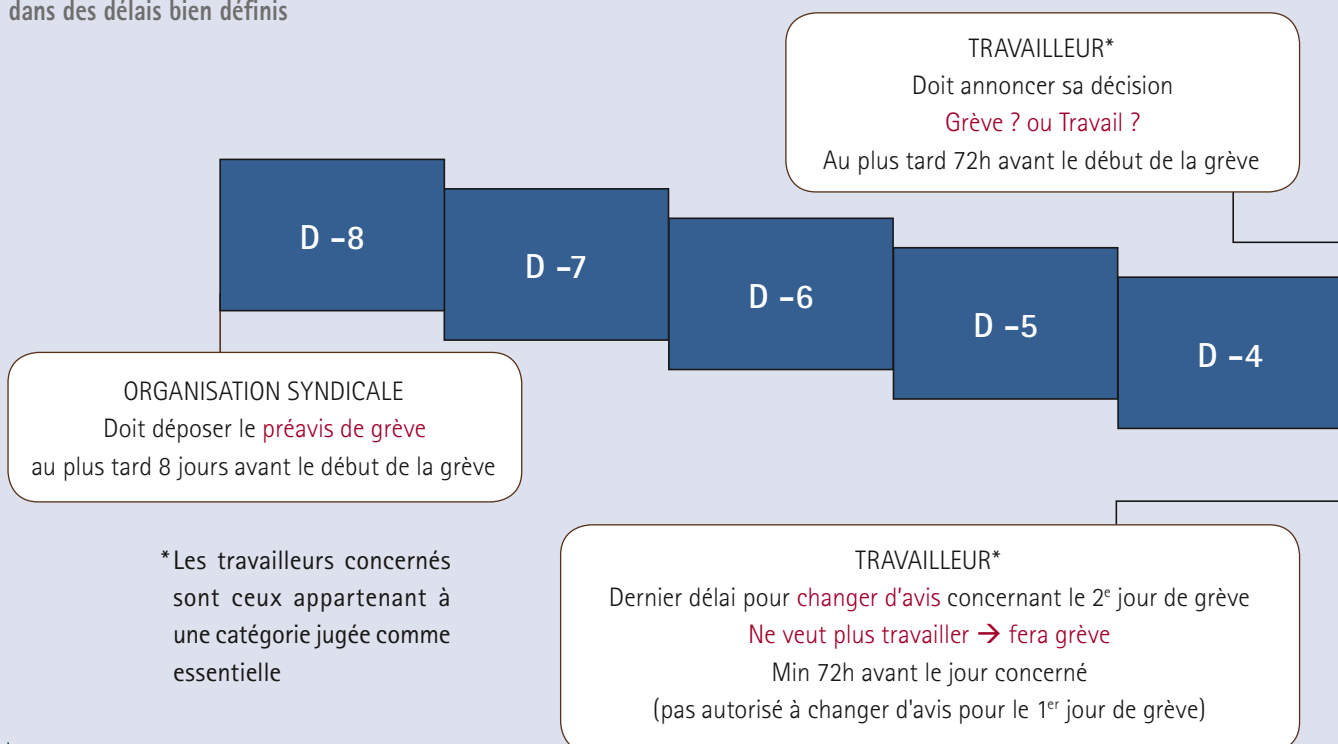 dans des délais bien définis
TRAVAILLEUR*
Doit annoncer sa décision
Grève ? ou Travail ?
Au plus tard 72h avant le début de la grève
D -8
D -7
D -6
D -5
D -4
ORGANISATION SYNDICALE
Doit déposer le préavis de grève
au plus tard 8 jours avant le début de la grève
*Les travailleurs concernés
sont ceux appartenant à
une catégorie jugée comme
essentielle
TRAVAILLEUR*
Dernier délai pour changer d'avis concernant le 2e jour de grève
Ne veut plus travailler → fera grève
Min 72h avant le jour concerné
(pas autorisé à changer d'avis pour le 1er jour de grève)